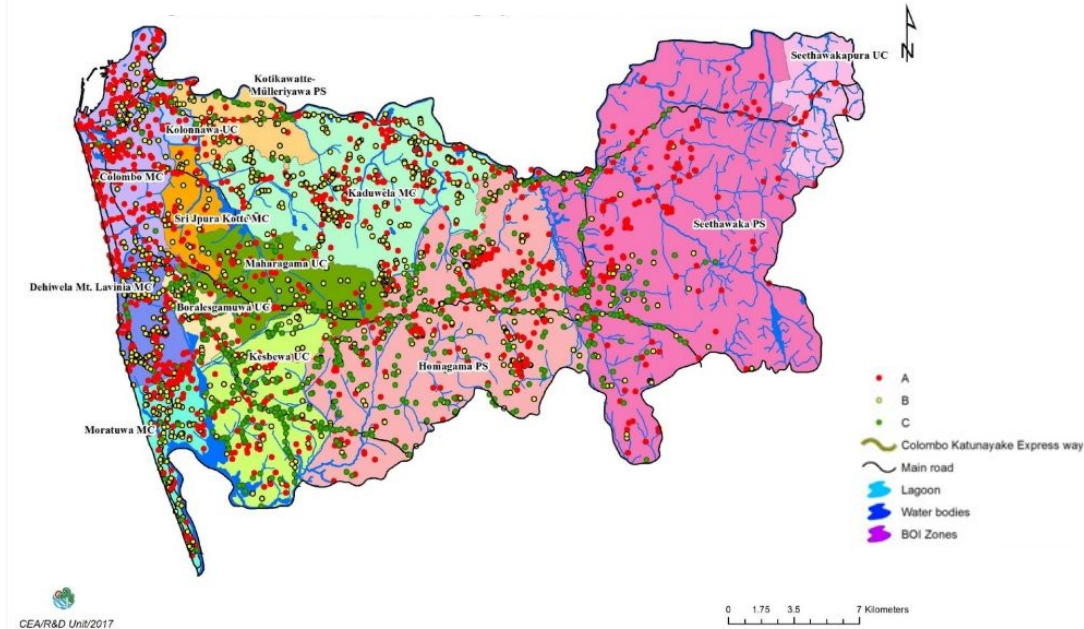 N
Seethawakapura UC
Kotikawatte-
Mülleriyawa PS
Kolonnawa UC
Colombo MC
Kaduwela MC
Sri Jpura Kotte MC
Seethawaka PS
Maharagama UC
Dehiwela Mt. Lavinia MC
Boralesgamuwa UC
Kesbewa UC
Homagama PS
Moratuwa MC
A
B
C
Colombo Katunayake Express way
Main road
Lagoon
Water bodies
BOI Zones
0 1.75 3.5 7 Kilometers
CEA/R&D Unit/2017